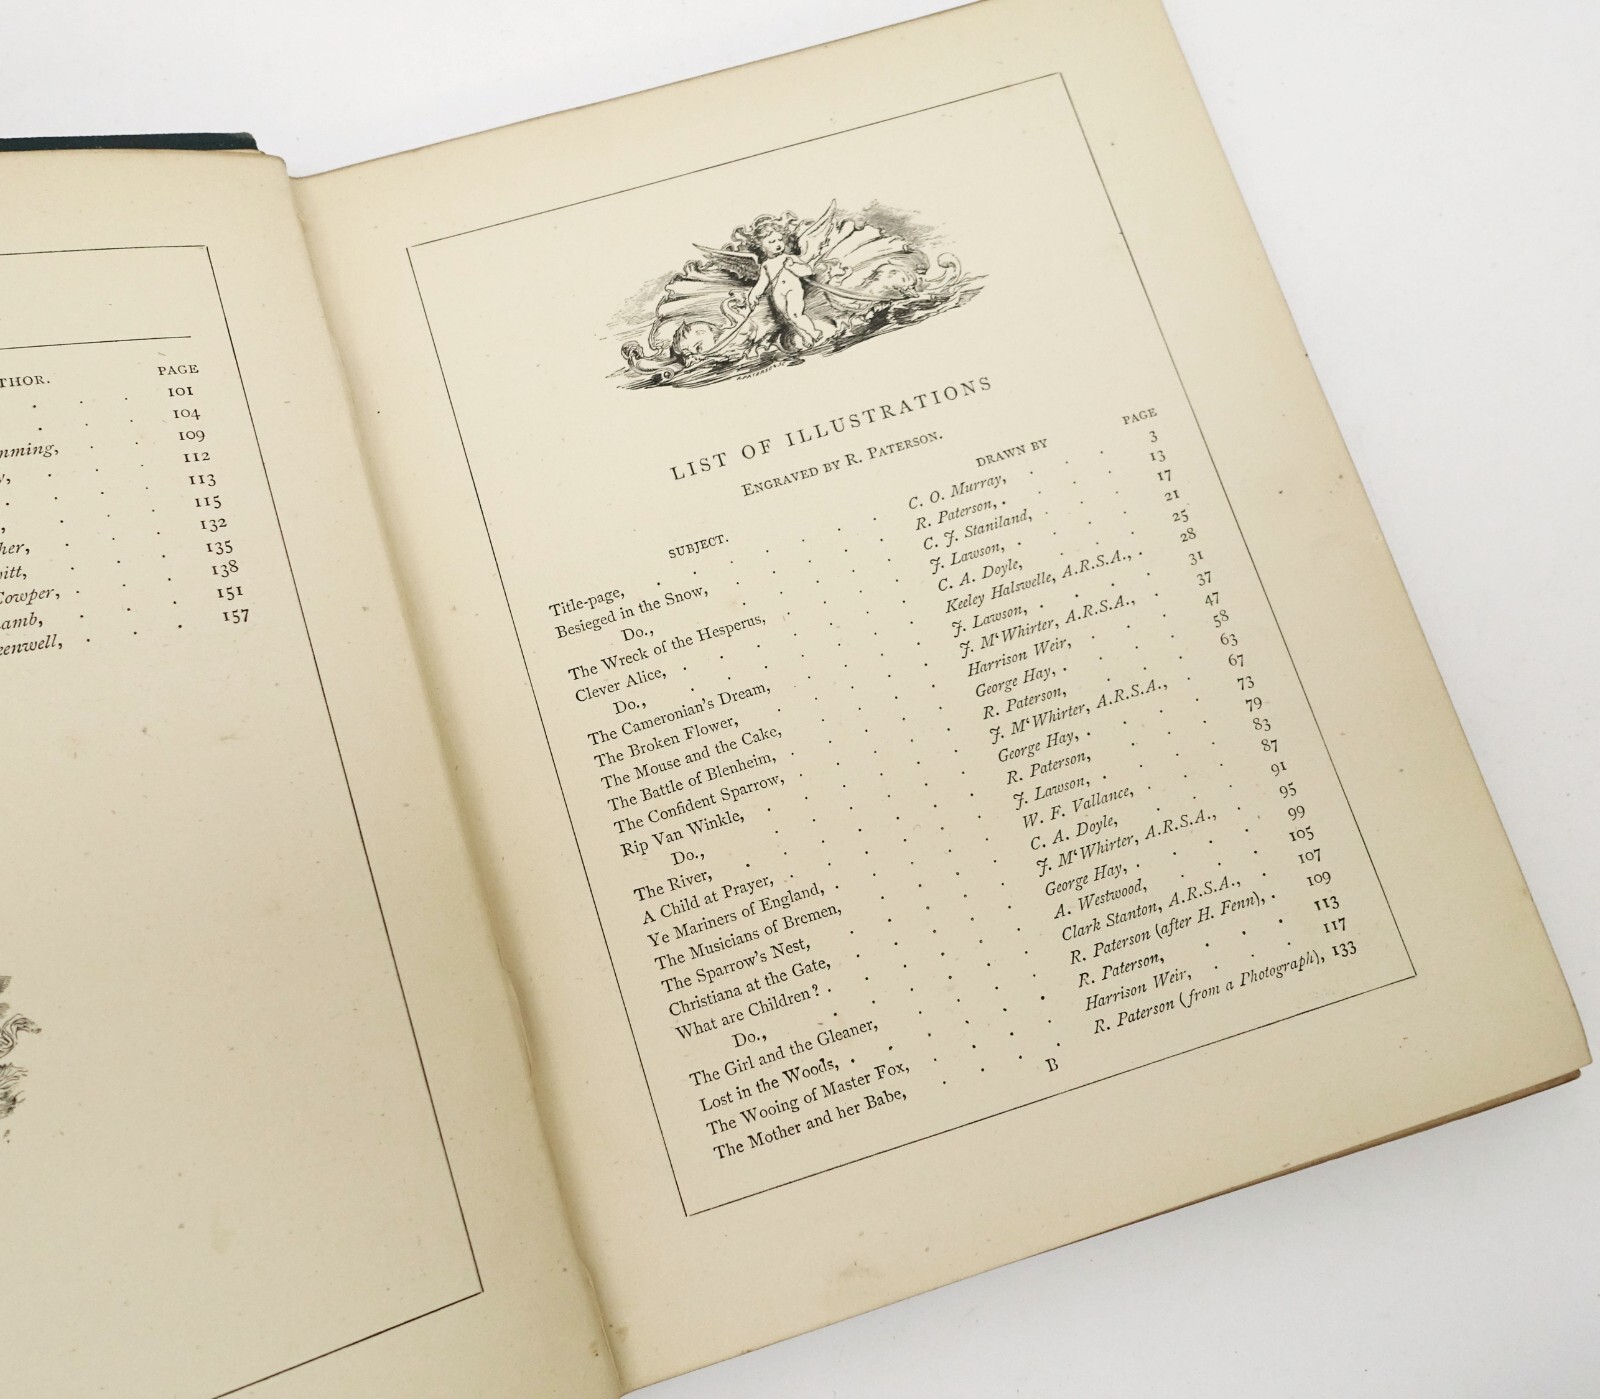 THOR. PAGE
101
104
mming, 109
112
, 113
115
, 132
her, 135
vitt, 138
Cowper, 151
amb, 157
eenwell,
LIST OF ILLUSTRATIONS
ENGRAVED BY R. PATERSON.
SUBJECT. DRAWN BY PAGE
Title-page, C. O. Murray, 3
Besieged in the Snow, R. Paterson, 13
Do., C. J. Staniland, 17
The Wreck of the Hesperus, J. Lawson, 21
Clever Alice, C. A. Doyle, 25
Do., Keeley Halswelle, A.R.S.A., 28
The Cameronian's Dream, J. Lawson, 31
The Broken Flower, J. M‘Whirter, A.R.S.A., 37
The Mouse and the Cake, Harrison Weir, 47
The Battle of Blenheim, George Hay, 58
The Confident Sparrow, R. Paterson, 63
Rip Van Winkle, J. M‘Whirter, A.R.S.A., 67
Do., George Hay, 73
The River, R. Paterson, 79
A Child at Prayer, J. Lawson, 83
Ye Mariners of England, W. F. Vallance, 87
The Musicians of Bremen, C. A. Doyle, 91
The Sparrow's Nest, J. M‘Whirter, A.R.S.A., 95
Christiana at the Gate, George Hay, 99
What are Children? A. Westwood, 105
Do., Clark Stanton, A.R.S.A., 107
The Girl and the Gleaner, R. Paterson (after H. Fenn), 109
Lost in the Woods, R. Paterson, 113
The Wooing of Master Fox, Harrison Weir, 117
The Mother and her Babe, R. Paterson (from a Photograph), 133
B